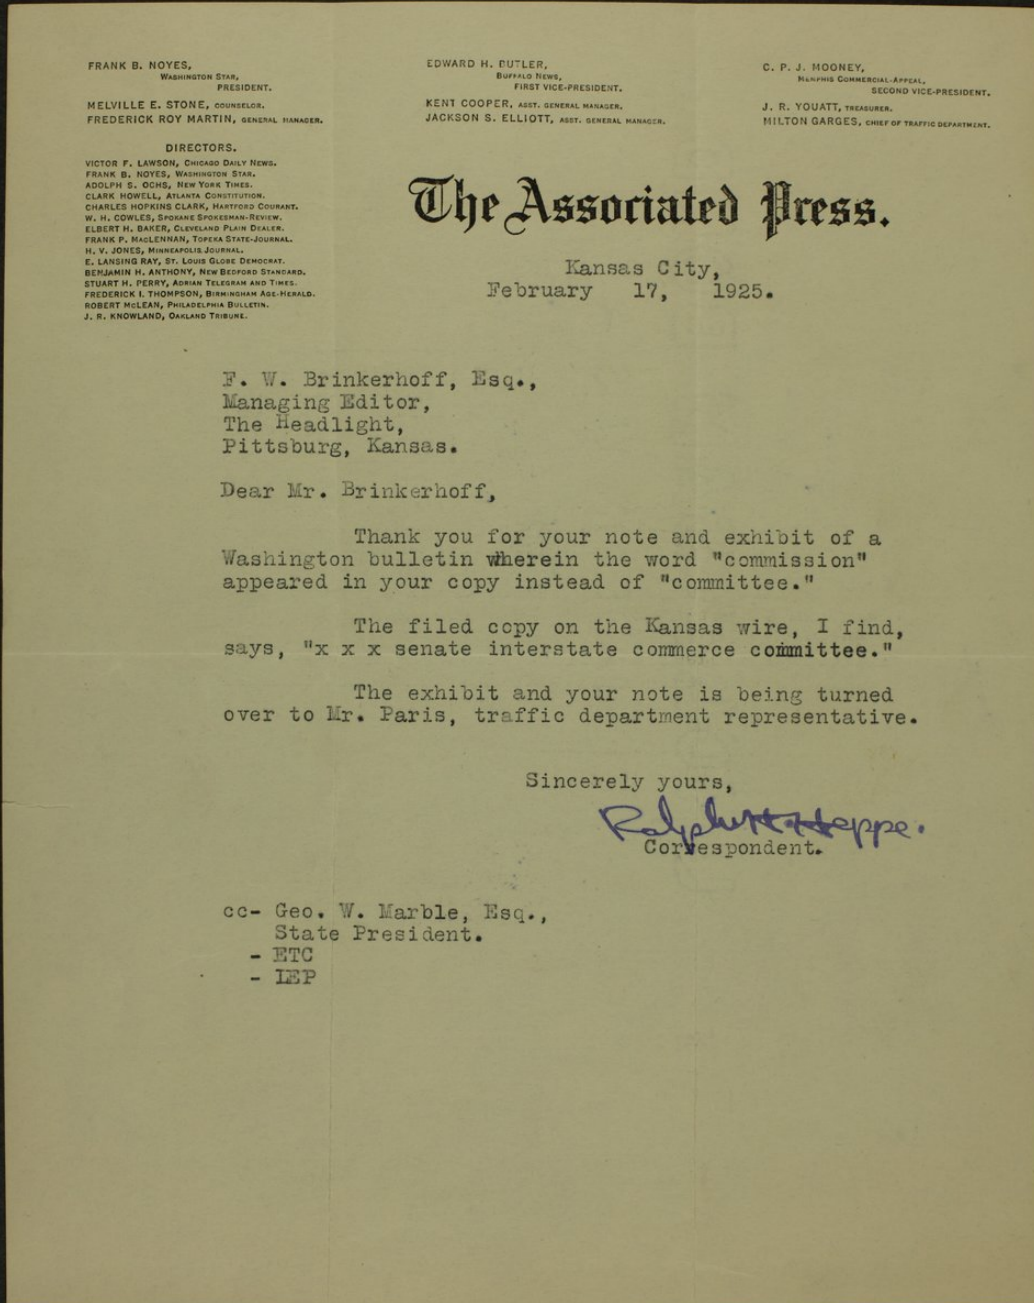 FRANK B. NOYES,
WASHINGTON STAR,
PRESIDENT.
MELVILLE E. STONE, COUNSELOR.
FREDERICK ROY MARTIN, GENERAL MANAGER.
EDWARD H. BUTLER,
BUFFALO NEWS,
FIRST VICE-PRESIDENT.
KENT COOPER, ASST. GENERAL MANAGER.
JACKSON S. ELLIOTT, ASST. GENERAL MANAGER.
C. P. J. MOONEY,
MEMPHIS COMMERCIAL-APPEAL,
SECOND VICE-PRESIDENT.
J. R. YOUATT, TREASURER.
MILTON GARGES, CHIEF OF TRAFFIC DEPARTMENT.
DIRECTORS.
VICTOR F. LAWSON, CHICAGO DAILY NEWS.
FRANK B. NOYES, WASHINGTON STAR.
ADOLPH S. OCHS, NEW YORK TIMES.
CLARK HOWELL, ATLANTA CONSTITUTION.
CHARLES HOPKINS CLARK, HARTFORD COURANT.
W. H. COWLES, SPOKANE SPOKESMAN-REVIEW.
ELBERT H. BAKER, CLEVELAND PLAIN DEALER.
FRANK P. MACLENNAN, TOPEKA STATE-JOURNAL.
H. V. JONES, MINNEAPOLIS JOURNAL.
E. LANSING RAY, ST. LOUIS GLOBE DEMOCRAT.
BENJAMIN H. ANTHONY, NEW BEDFORD STANDARD.
STUART H. PERRY, ADRIAN TELEGRAM AND TIMES.
FREDERICK I. THOMPSON, BIRMINGHAM AGE-HERALD.
ROBERT MCLEAN, PHILADELPHIA BULLETIN.
J. R. KNOWLAND, OAKLAND TRIBUNE.
The Associated Press.
Kansas City,
February 17, 1925.
F. W. Brinkerhoff, Esq.,
Managing Editor,
The Headlight,
Pittsburg, Kansas.
Dear Mr. Brinkerhoff,
Thank you for your note and exhibit of a
Washington bulletin wherein the word "commission"
appeared in your copy instead of "committee."
The filed copy on the Kansas wire, I find,
says, "x x x senate interstate commerce committee."
The exhibit and your note is being turned
over to Mr. Paris, traffic department representative.
Sincerely yours,
Ralph H. Heppe.
Correspondent.
cc- Geo. W. Marble, Esq.,
State President.
- ETC
- IEP